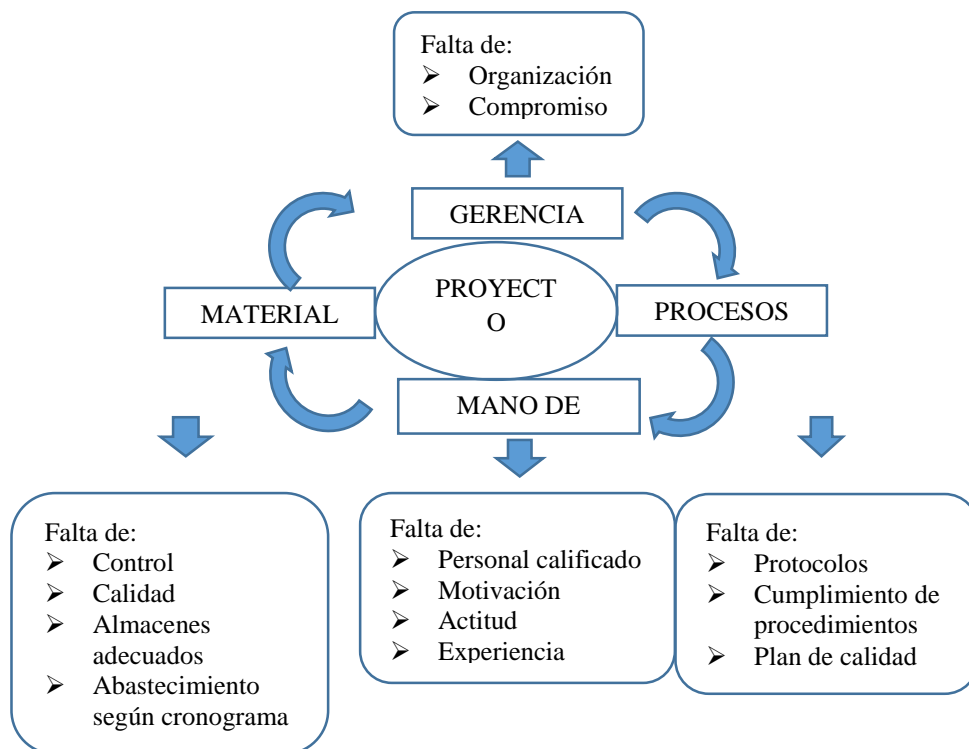 Falta de:
➢ Organización
➢ Compromiso
GERENCIA
MATERIAL
PROYECT
O
PROCESOS
MANO DE
Falta de:
➢ Control
➢ Calidad
➢ Almacenes
adecuados
➢ Abastecimiento
según cronograma
Falta de:
➢ Personal calificado
➢ Motivación
➢ Actitud
➢ Experiencia
Falta de:
➢ Protocolos
➢ Cumplimiento de
procedimientos
➢ Plan de calidad